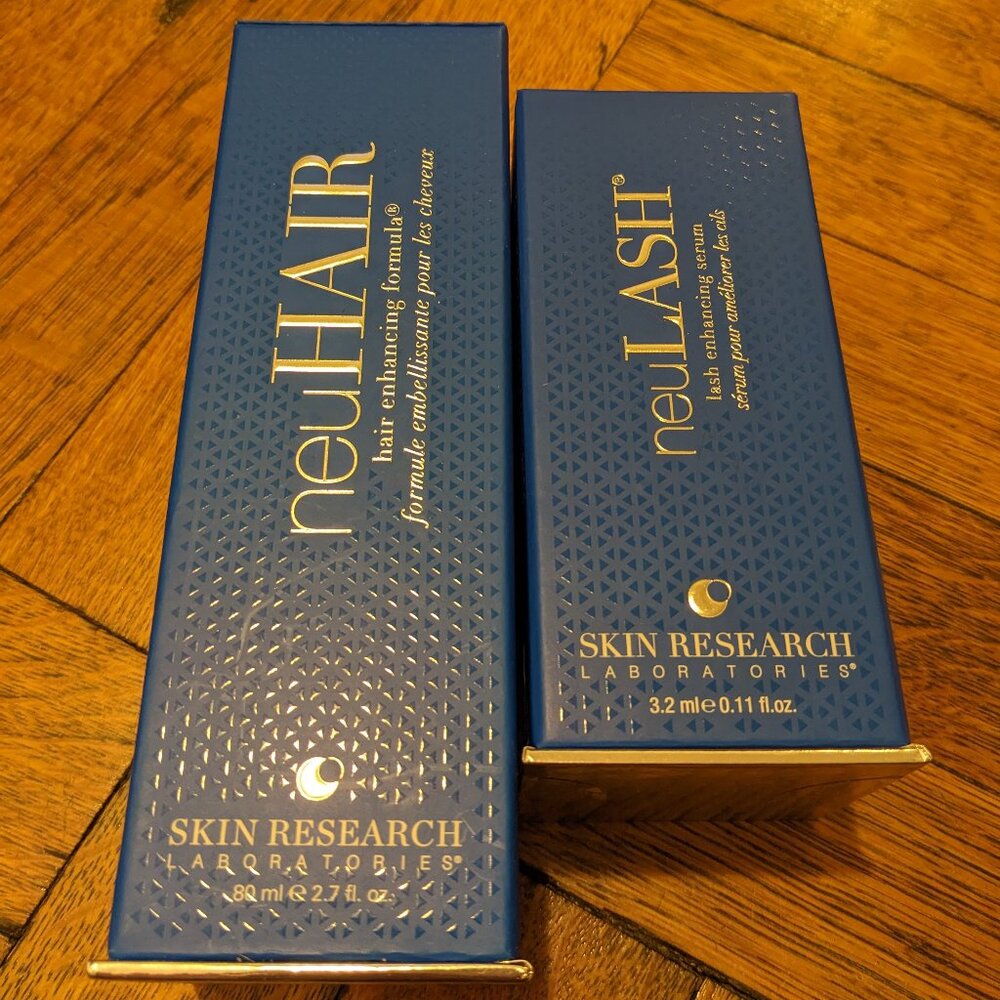 neuHAIR
hair enhancing formula®
formule embellissante pour les cheveux
SKIN RESEARCH
LABORATORIES®
80 ml ℮ 2.7 fl. oz.
neuLASH®
lash enhancing serum
sérum pour améliorer les cils
SKIN RESEARCH
LABORATORIES®
3.2 ml ℮ 0.11 fl.oz.